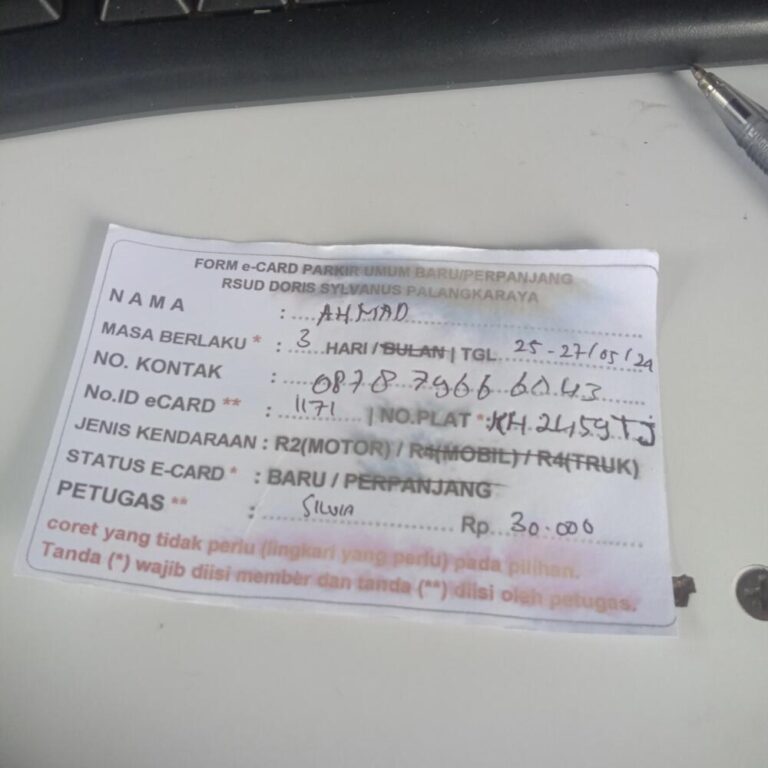 FORM e-CARD PARKIR UMUM BARU/PERPANJANG
RSUD DORIS SYLVANUS PALANGKARAYA
NAMA : AHMAD
MASA BERLAKU * : 3 HARI / BULAN | TGL 25-27/05/24
NO. KONTAK : 0878 7966 6043
No.ID eCARD ** : 1171 | NO.PLAT *: KH 2459 TJ
JENIS KENDARAAN : R2(MOTOR) / R4(MOBIL) / R4(TRUK)
STATUS E-CARD * : BARU / PERPANJANG
PETUGAS ** : SILVIA Rp. 30.000
coret yang tidak perlu (lingkari yang perlu) pada pilihan.
Tanda (*) wajib diisi member dan tanda (**) diisi oleh petugas.